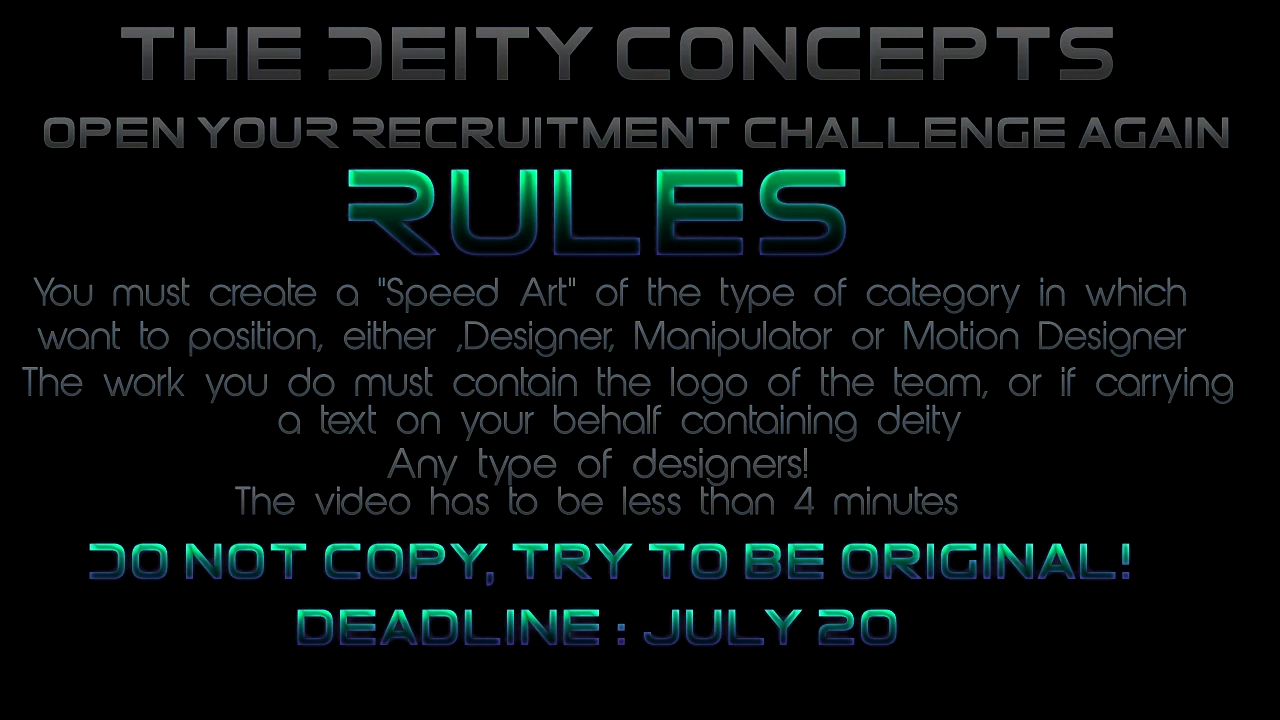 THE DEITY CONCEPTS
OPEN YOUR RECRUITMENT CHALLENGE AGAIN
RULES
You must create a "Speed Art" of the type of category in which
want to position, either ,Designer, Manipulator or Motion Designer
The work you do must contain the logo of the team, or if carrying
a text on your behalf containing deity
Any type of designers!
The video has to be less than 4 minutes
DO NOT COPY, TRY TO BE ORIGINAL!
DEADLINE : JULY 20